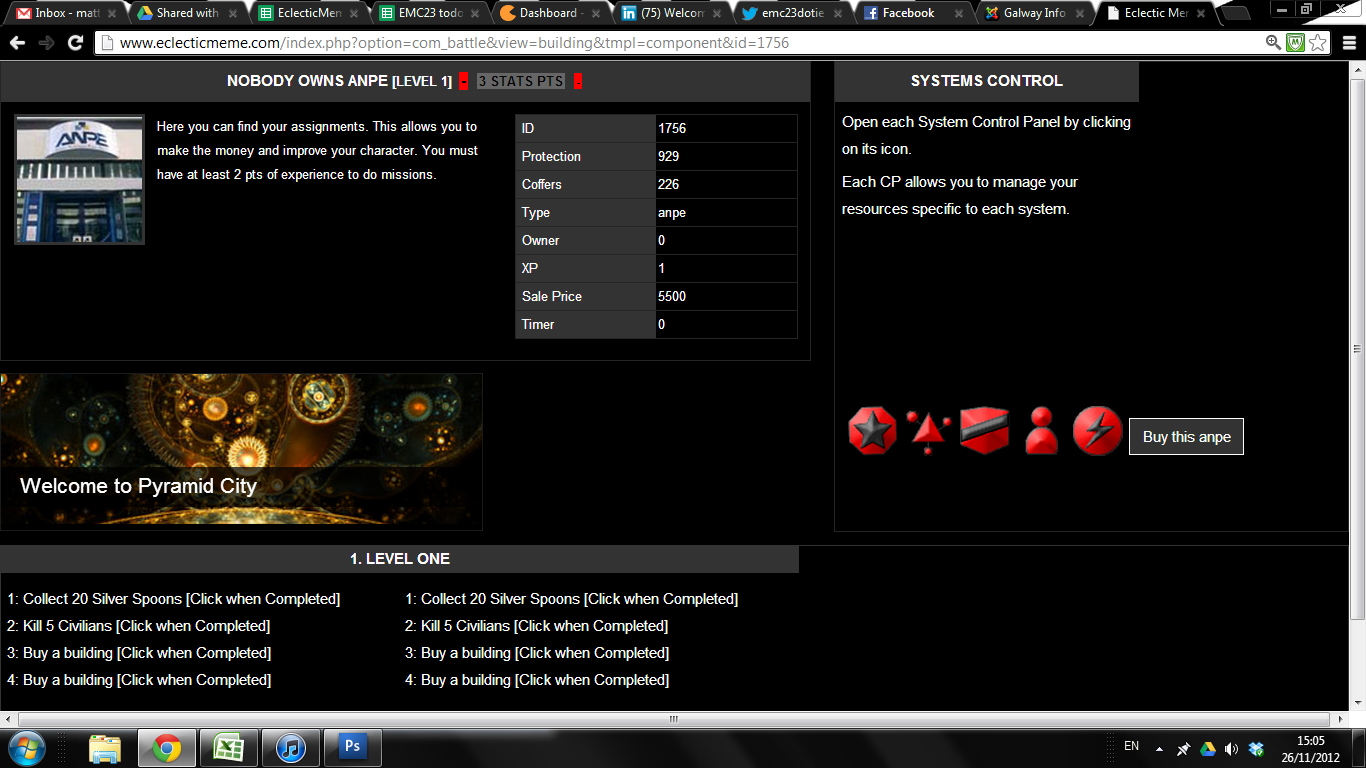 Inbox - mat
Shared with
EclecticMem
EMC23 todo
Dashboard -
(75) Welcom
emc23dotie
Facebook
Galway Info
Eclectic Mem
www.eclecticmeme.com/index.php?option=com_battle&view=building&tmpl=component&id=1756
NOBODY OWNS ANPE [LEVEL 1] - 3 STATS PTS -
SYSTEMS CONTROL
ANPE
Here you can find your assignments. This allows you to
make the money and improve your character. You must
have at least 2 pts of experience to do missions.
ID 1756
Protection 929
Coffers 226
Type anpe
Owner 0
XP 1
Sale Price 5500
Timer 0
Open each System Control Panel by clicking
on its icon.
Each CP allows you to manage your
resources specific to each system.
Buy this anpe
Welcome to Pyramid City
1. LEVEL ONE
1: Collect 20 Silver Spoons [Click when Completed] 1: Collect 20 Silver Spoons [Click when Completed]
2: Kill 5 Civilians [Click when Completed] 2: Kill 5 Civilians [Click when Completed]
3: Buy a building [Click when Completed] 3: Buy a building [Click when Completed]
4: Buy a building [Click when Completed] 4: Buy a building [Click when Completed]
Ps
EN
15:05
26/11/2012